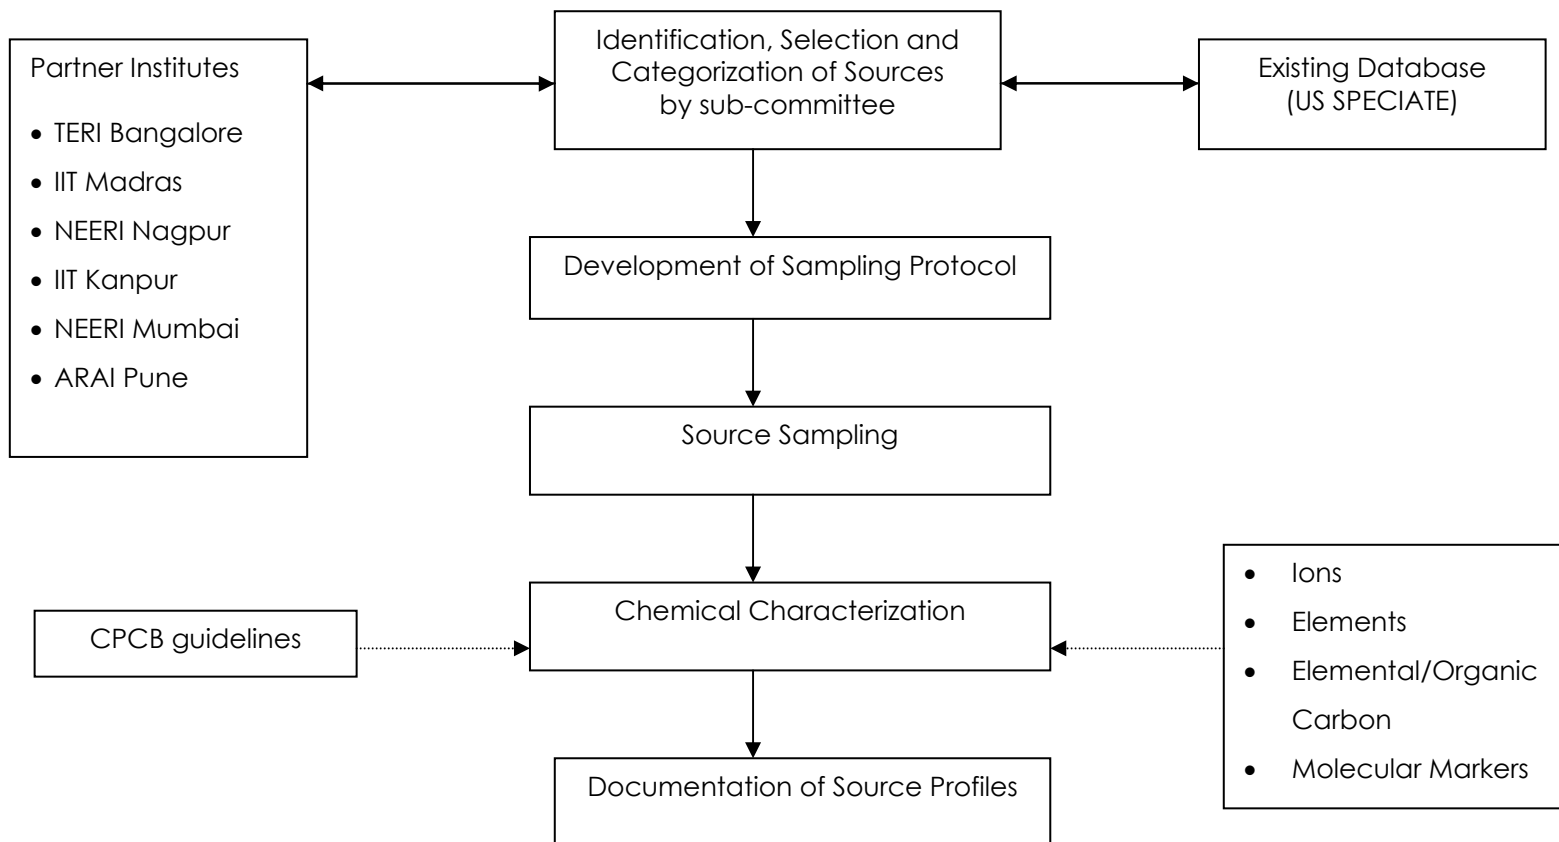 Identification, Selection and
Categorization of Sources
by sub-committee
Partner Institutes
• TERI Bangalore
• IIT Madras
• NEERI Nagpur
• IIT Kanpur
• NEERI Mumbai
• ARAI Pune
Existing Database
(US SPECIATE)
Development of Sampling Protocol
Source Sampling
Chemical Characterization
CPCB guidelines
• Ions
• Elements
• Elemental/Organic
Carbon
• Molecular Markers
Documentation of Source Profiles